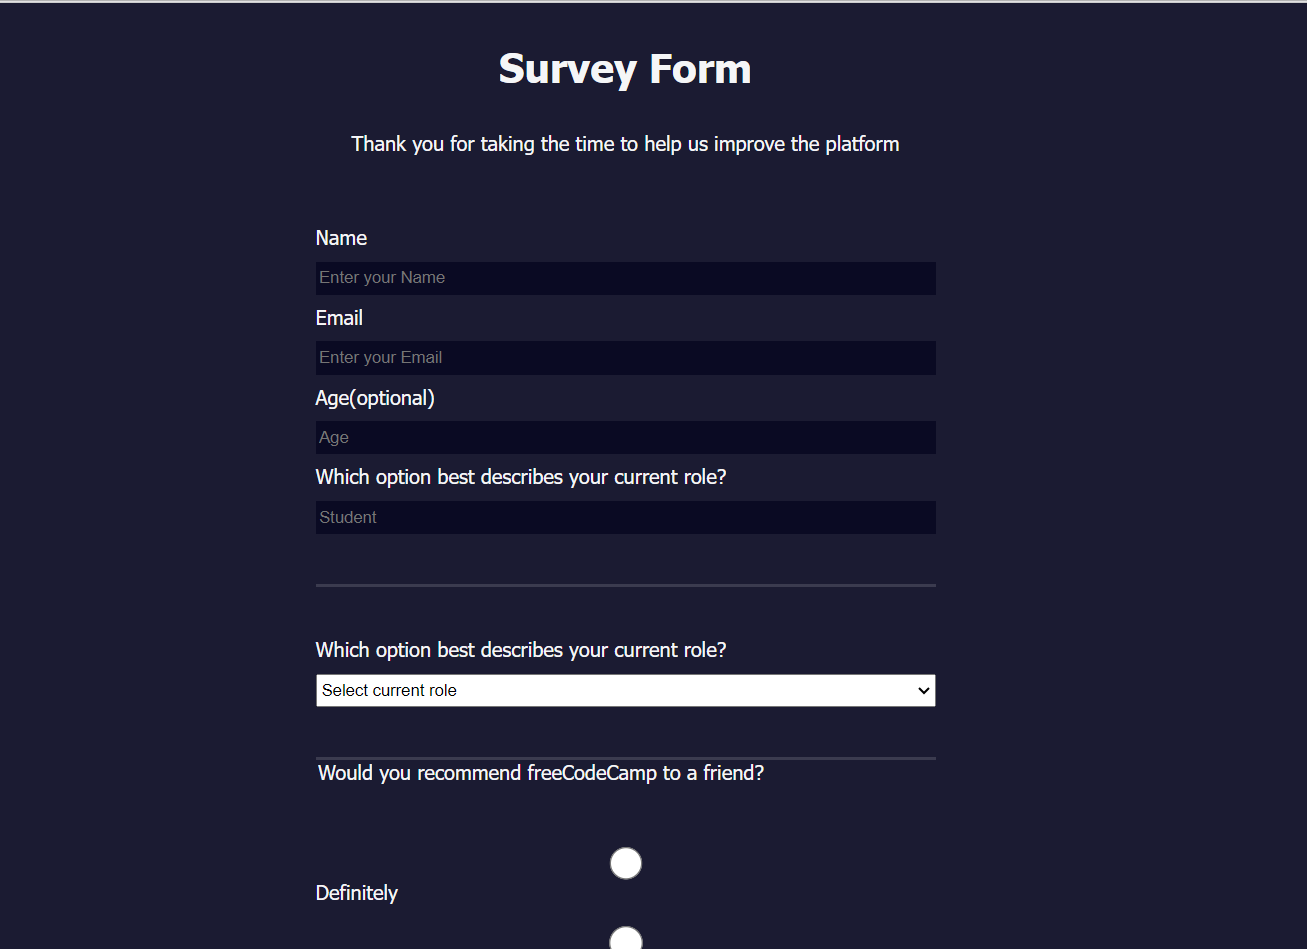 Survey Form
Thank you for taking the time to help us improve the platform
Name
Enter your Name
Email
Enter your Email
Age(optional)
Age
Which option best describes your current role?
Student
Which option best describes your current role?
Select current role
Would you recommend freeCodeCamp to a friend?
Definitely